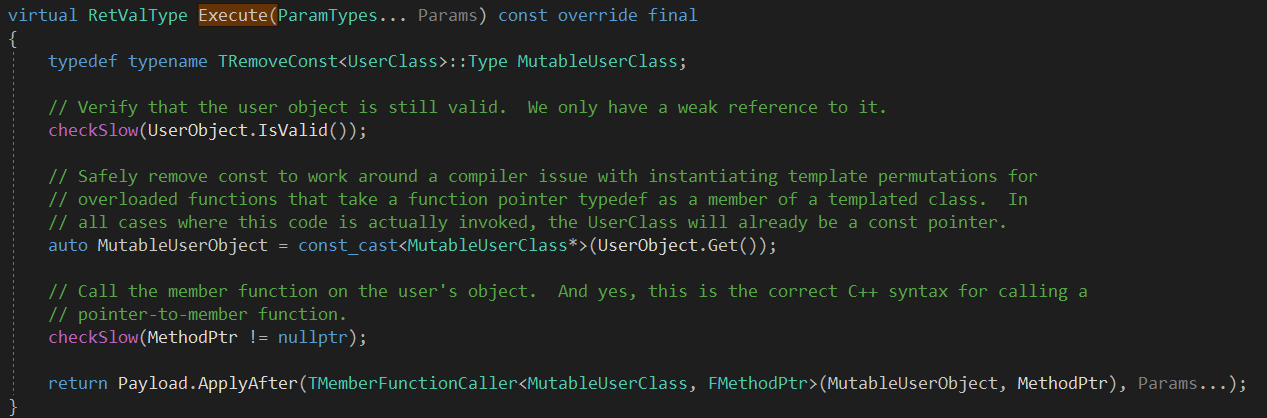 virtual RetValType Execute(ParamTypes... Params) const override final
{
typedef typename TRemoveConst<UserClass>::Type MutableUserClass;
// Verify that the user object is still valid.  We only have a weak reference to it.
checkSlow(UserObject.IsValid());
// Safely remove const to work around a compiler issue with instantiating template permutations for
// overloaded functions that take a function pointer typedef as a member of a templated class.  In
// all cases where this code is actually invoked, the UserClass will already be a const pointer.
auto MutableUserObject = const_cast<MutableUserClass*>(UserObject.Get());
// Call the member function on the user's object.  And yes, this is the correct C++ syntax for calling a
// pointer-to-member function.
checkSlow(MethodPtr != nullptr);
return Payload.ApplyAfter(TMemberFunctionCaller<MutableUserClass, FMethodPtr>(MutableUserObject, MethodPtr), Params...);
}